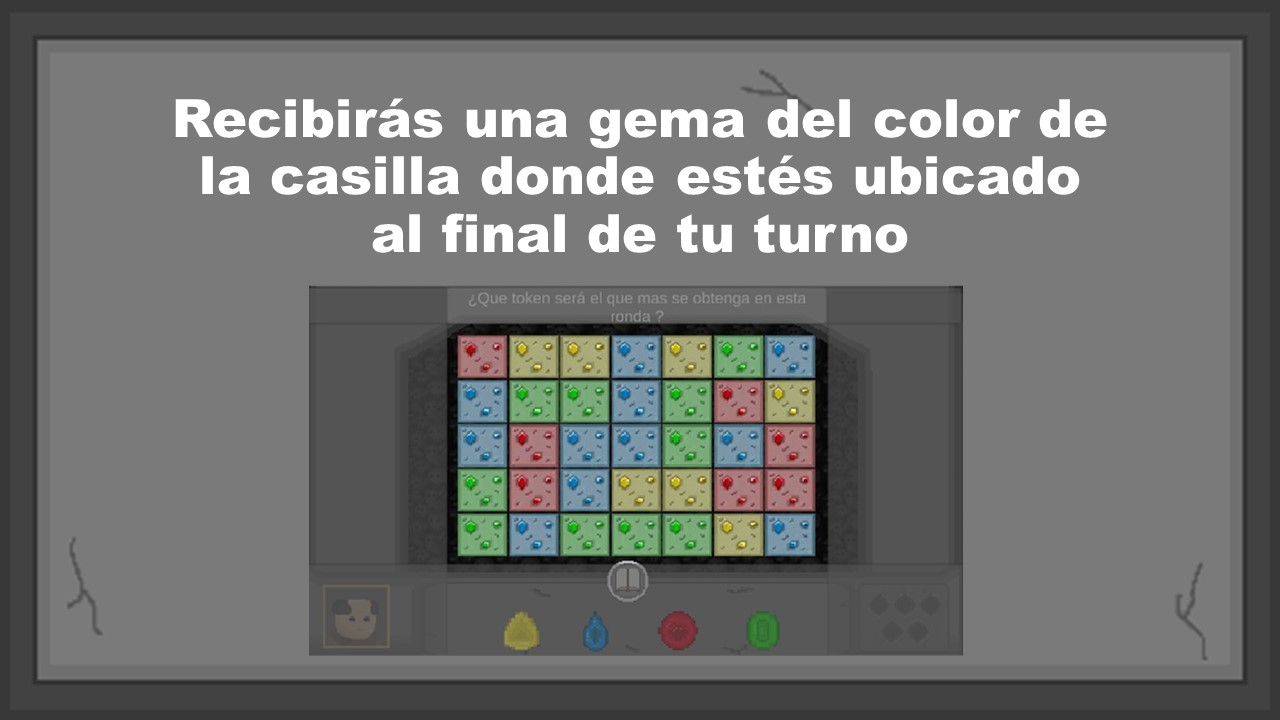 Recibirás una gema del color de
la casilla donde estés ubicado
al final de tu turno
¿Que token será el que mas se obtenga en esta
ronda ?